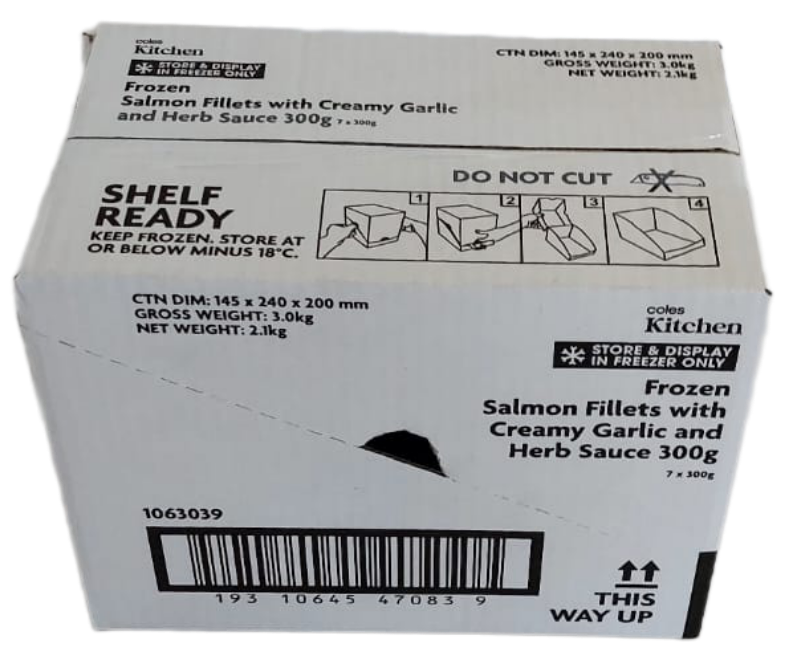 coles
Kitchen
STORE & DISPLAY
IN FREEZER ONLY
Frozen
Salmon Fillets with Creamy Garlic
and Herb Sauce 300g 7 x 300g
CTN DIM: 145 x 240 x 200 mm
GROSS WEIGHT: 3.0kg
NET WEIGHT: 2.1kg
SHELF
READY
KEEP FROZEN. STORE AT
OR BELOW MINUS 18°C.
DO NOT CUT
1
2
3
4
CTN DIM: 145 x 240 x 200 mm
GROSS WEIGHT: 3.0kg
NET WEIGHT: 2.1kg
coles
Kitchen
STORE & DISPLAY
IN FREEZER ONLY
Frozen
Salmon Fillets with
Creamy Garlic and
Herb Sauce 300g
7 x 300g
1063039
193 10645 47083 9
THIS
WAY UP